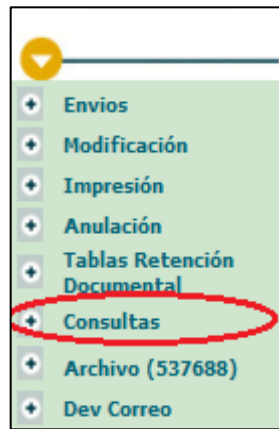 Envios
Modificación
Impresión
Anulación
Tablas Retención
Documental
Consultas
Archivo (537688)
Dev Correo